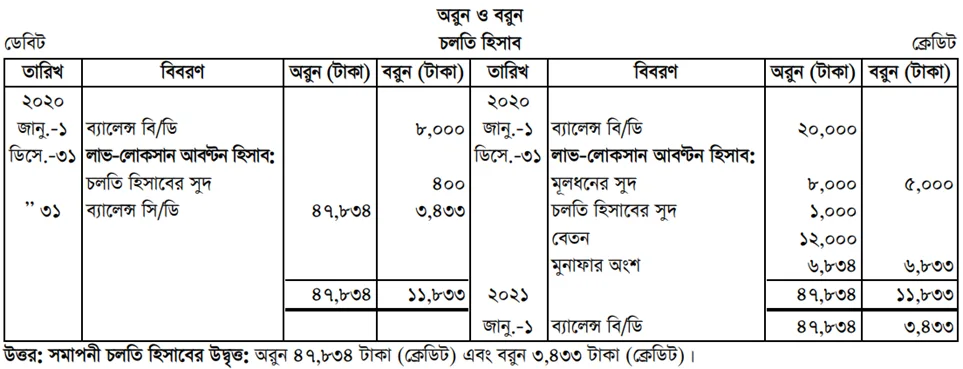 অরুন ও বরুন
ডেবিট চলতি হিসাব ক্রেডিট
তারিখ বিবরণ অরুন (টাকা) বরুন (টাকা) তারিখ বিবরণ অরুন (টাকা) বরুন (টাকা)
২০২০ ২০২০
জানু.-১ ব্যালেন্স বি/ডি ৮,০০০ জানু.-১ ব্যালেন্স বি/ডি ২০,০০০
ডিসে.-৩১ লাভ-লোকসান আবণ্টন হিসাব: ডিসে.-৩১ লাভ-লোকসান আবণ্টন হিসাব:
চলতি হিসাবের সুদ ৪০০ মূলধনের সুদ ৮,০০০ ৫,০০০
” ৩১ ব্যালেন্স সি/ডি ৪৭,৮৩৪ ৩,৪৩৩ চলতি হিসাবের সুদ ১,০০০
বেতন ১২,০০০
মুনাফার অংশ ৬,৮৩৪ ৬,৮৩৩
৪৭,৮৩৪ ১১,৮৩৩ ২০২১ ৪৭,৮৩৪ ১১,৮৩৩
জানু.-১ ব্যালেন্স বি/ডি ৪৭,৮৩৪ ৩,৪৩৩
উত্তর: সমাপনী চলতি হিসাবের উদ্বৃত্ত: অরুন ৪৭,৮৩৪ টাকা (ক্রেডিট) এবং বরুন ৩,৪৩৩ টাকা (ক্রেডিট)।